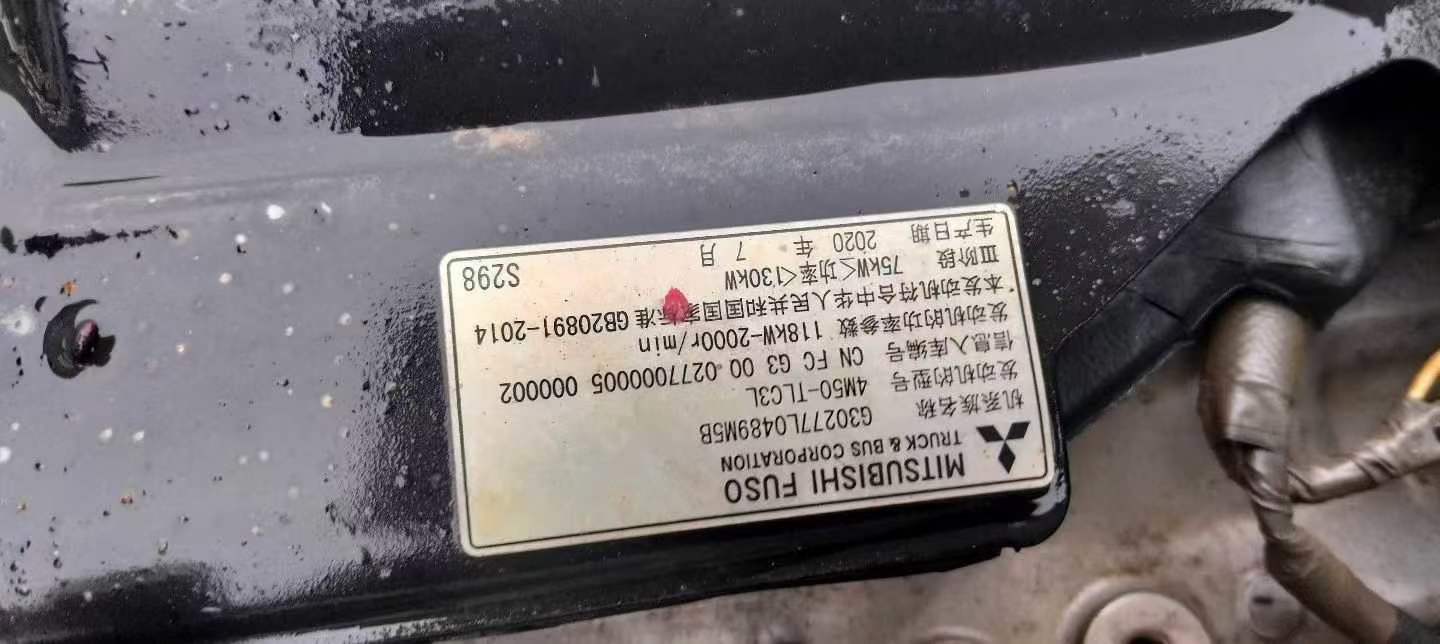 MITSUBISHI FUSO
TRUCK & BUS CORPORATION
机系族名称 G30277L0489M5B
发动机的型号 4M50-TLC3L
信息入库编号 CN FC G3 00 0277000005 000002
发动机的功率参数 118kW-2000r/min
本发动机符合中华人民共和国国家标准 GB20891-2014
Ⅲ阶段 75kW≤功率<130kW
生产日期 2020 年 7 月 S298